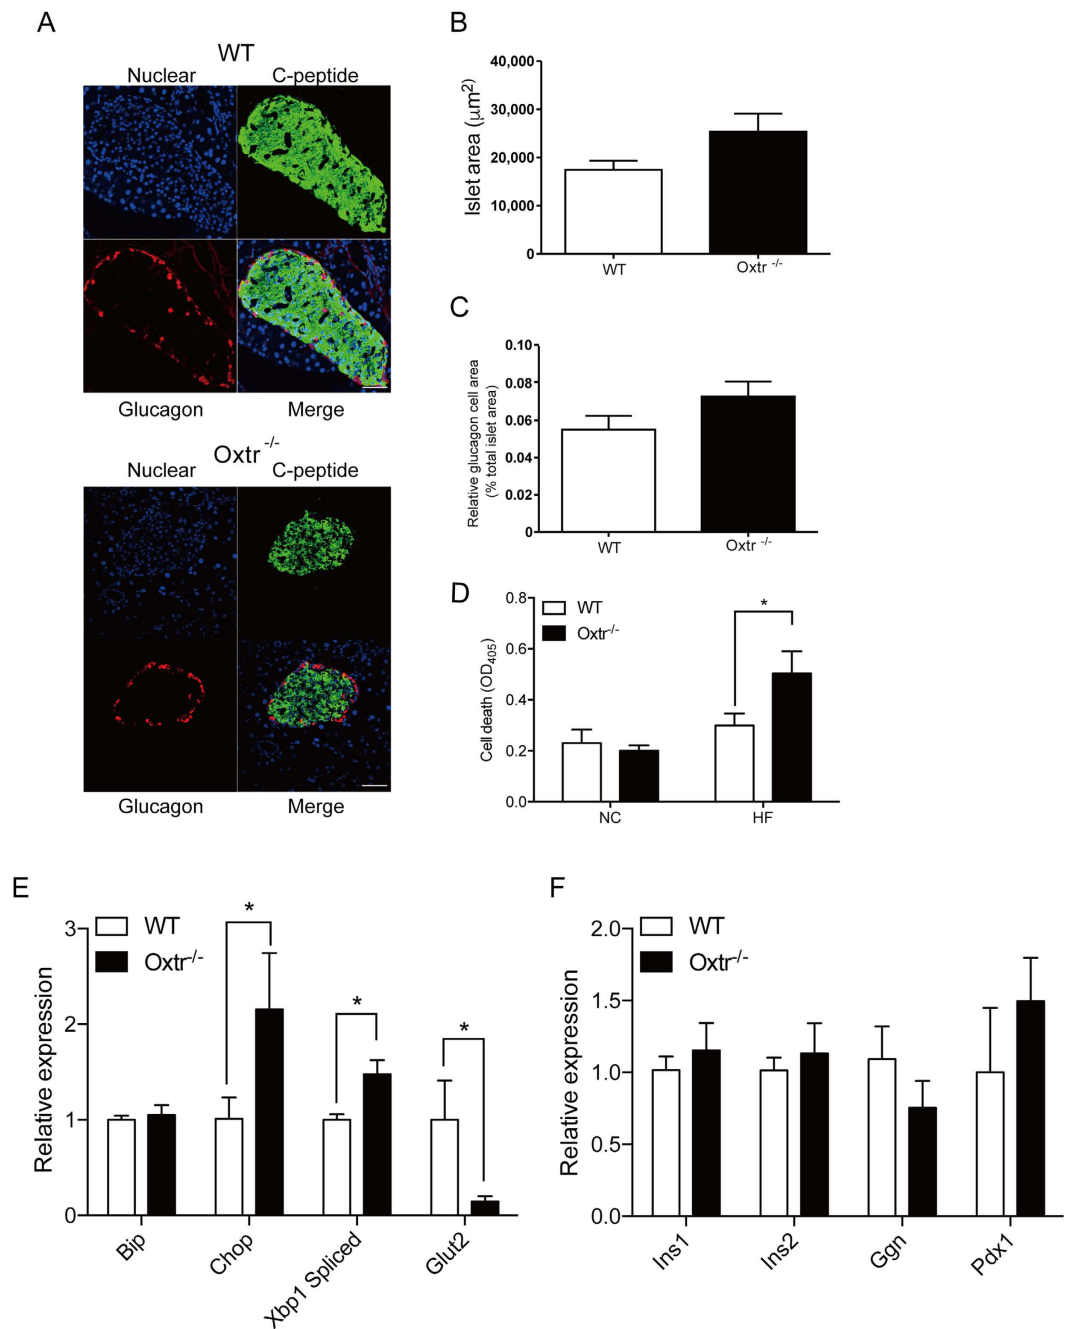 A
WT
Nuclear C-peptide
Glucagon Merge
Oxtr -/-
Nuclear C-peptide
Glucagon Merge
B
Islet area (μm²)
40,000
30,000
20,000
10,000
0
WT Oxtr -/-
C
Relative glucagon cell area
(% total islet area)
0.10
0.08
0.06
0.04
0.02
0
WT Oxtr -/-
D
Cell death (OD405)
0.8
0.6
0.4
0.2
0.0
WT
Oxtr-/-
*
NC HF
E
Relative expression
3
2
1
0
WT
Oxtr-/-
*
*
*
Bip Chop Xbp1 Spliced Glut2
F
Relative expression
2.0
1.5
1.0
0.5
0.0
WT
Oxtr-/-
Ins1 Ins2 Ggn Pdx1